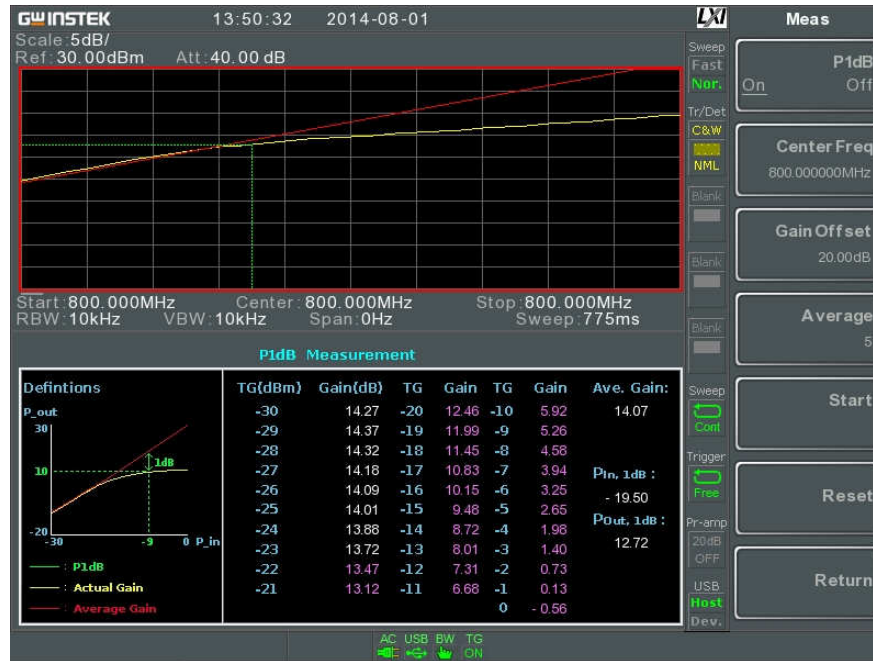 GWINSTEK 13:50:32 2014-08-01 LXI Meas
Scale:5dB/
Ref:30.00dBm Att:40.00 dB
Start:800.000MHz Center:800.000MHz Stop:800.000MHz
RBW:10kHz VBW:10kHz Span:0Hz Sweep:775ms
P1dB Measurement
Defintions
P_out
30
10
-20
-30 -9 0 P_in
1dB
: P1dB
: Actual Gain
: Average Gain
TG(dBm) Gain(dB) TG Gain TG Gain Ave. Gain:
-30 14.27 -20 12.46 -10 5.92 14.07
-29 14.37 -19 11.99 -9 5.26
-28 14.32 -18 11.45 -8 4.58
-27 14.18 -17 10.83 -7 3.94 Pin, 1dB :
-26 14.09 -16 10.15 -6 3.25 - 19.50
-25 14.01 -15 9.48 -5 2.65 Pout, 1dB :
-24 13.88 -14 8.72 -4 1.98 12.72
-23 13.72 -13 8.01 -3 1.40
-22 13.47 -12 7.31 -2 0.73
-21 13.12 -11 6.68 -1 0.13
0 - 0.56
Sweep
Fast
Nor.
Tr/Det
C&W
NML
Blank
Blank
Blank
Sweep
Cont
Trigger
Free
Pr-amp
20dB
OFF
USB
Host
Dev.
P1dB
On Off
Center Freq
800.000000MHz
Gain Offset
20.00dB
Average
5
Start
Reset
Return
AC USB BW TG
ON